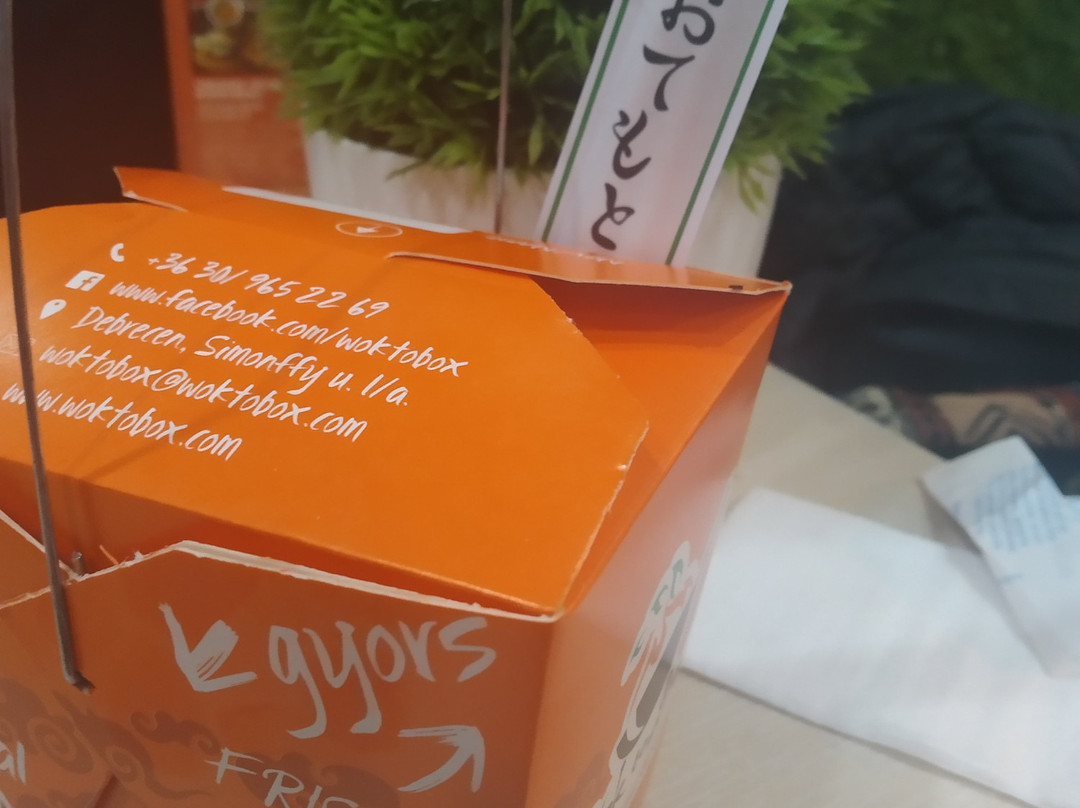 おてもと
+36 30/ 965 22 69
www.facebook.com/woktobox
Debrecen, Simonffy u. 1/a.
woktobox@woktobox.com
www.woktobox.com
gyors